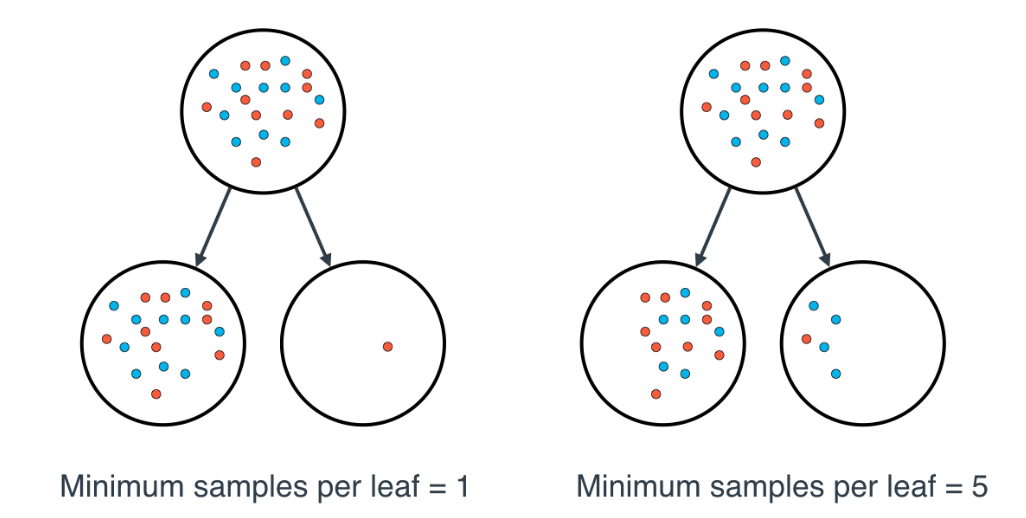 Minimum samples per leaf = 1
Minimum samples per leaf = 5